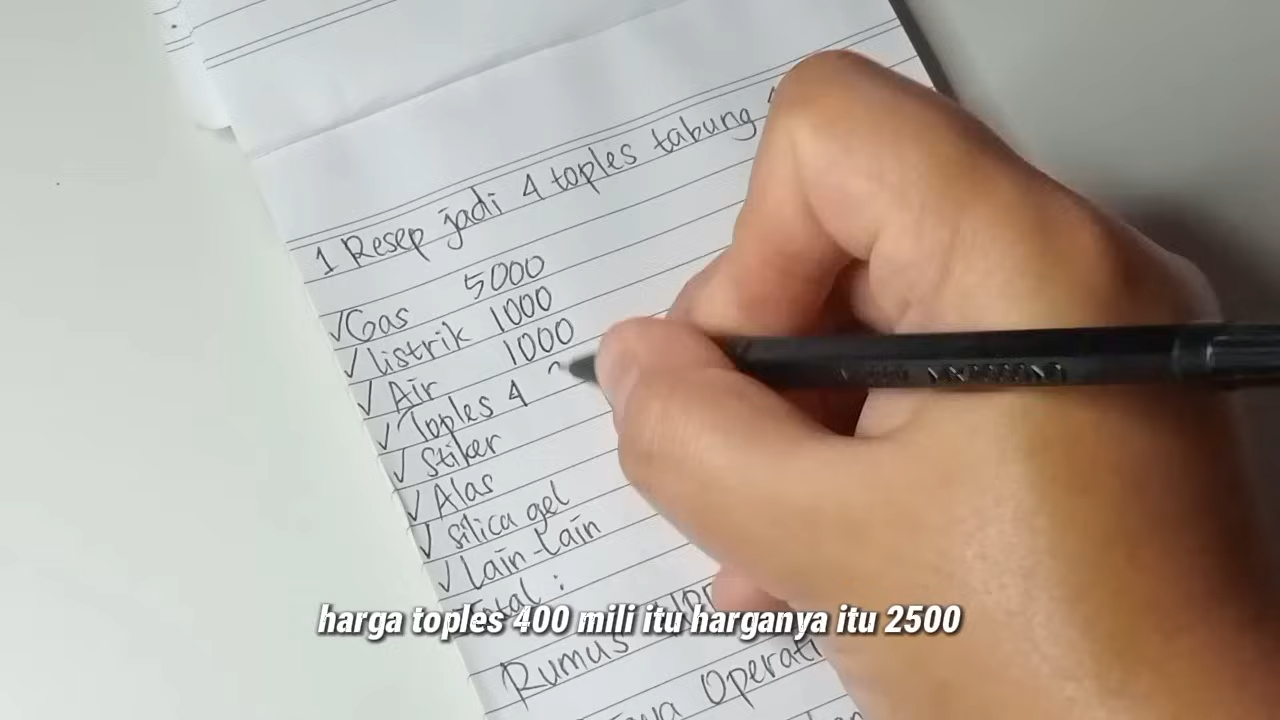 1 Resep jadi 4 toples tabung
√Gas 5000
√listrik 1000
√Air 1000
√Toples 4
√Stiker
√Alas
√silica gel
√Lain-Lain
Total :
harga toples 400 mili itu harganya itu 2500
Rumus
Operati